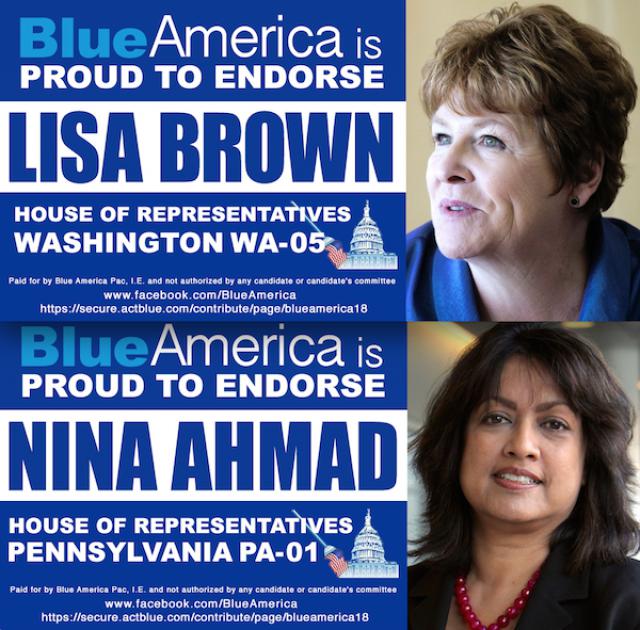 BlueAmerica is
PROUD TO ENDORSE
LISA BROWN
HOUSE OF REPRESENTATIVES
WASHINGTON WA-05
Paid for by Blue America Pac, I.E. and not authorized by any candidate or candidate's committee
www.facebook.com/BlueAmerica
https://secure.actblue.com/contribute/page/blueamerica18
BlueAmerica is
PROUD TO ENDORSE
NINA AHMAD
HOUSE OF REPRESENTATIVES
PENNSYLVANIA PA-01
Paid for by Blue America Pac, I.E. and not authorized by any candidate or candidate's committee
www.facebook.com/BlueAmerica
https://secure.actblue.com/contribute/page/blueamerica18